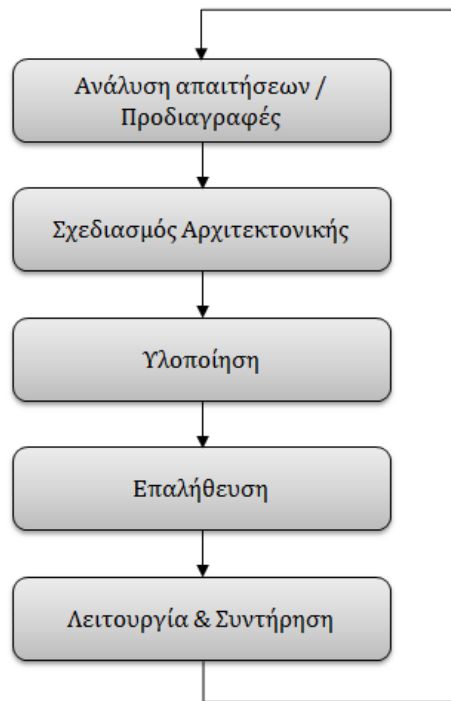 Ανάλυση απαιτήσεων /
Προδιαγραφές
Σχεδιασμός Αρχιτεκτονικής
Υλοποίηση
Επαλήθευση
Λειτουργία & Συντήρηση